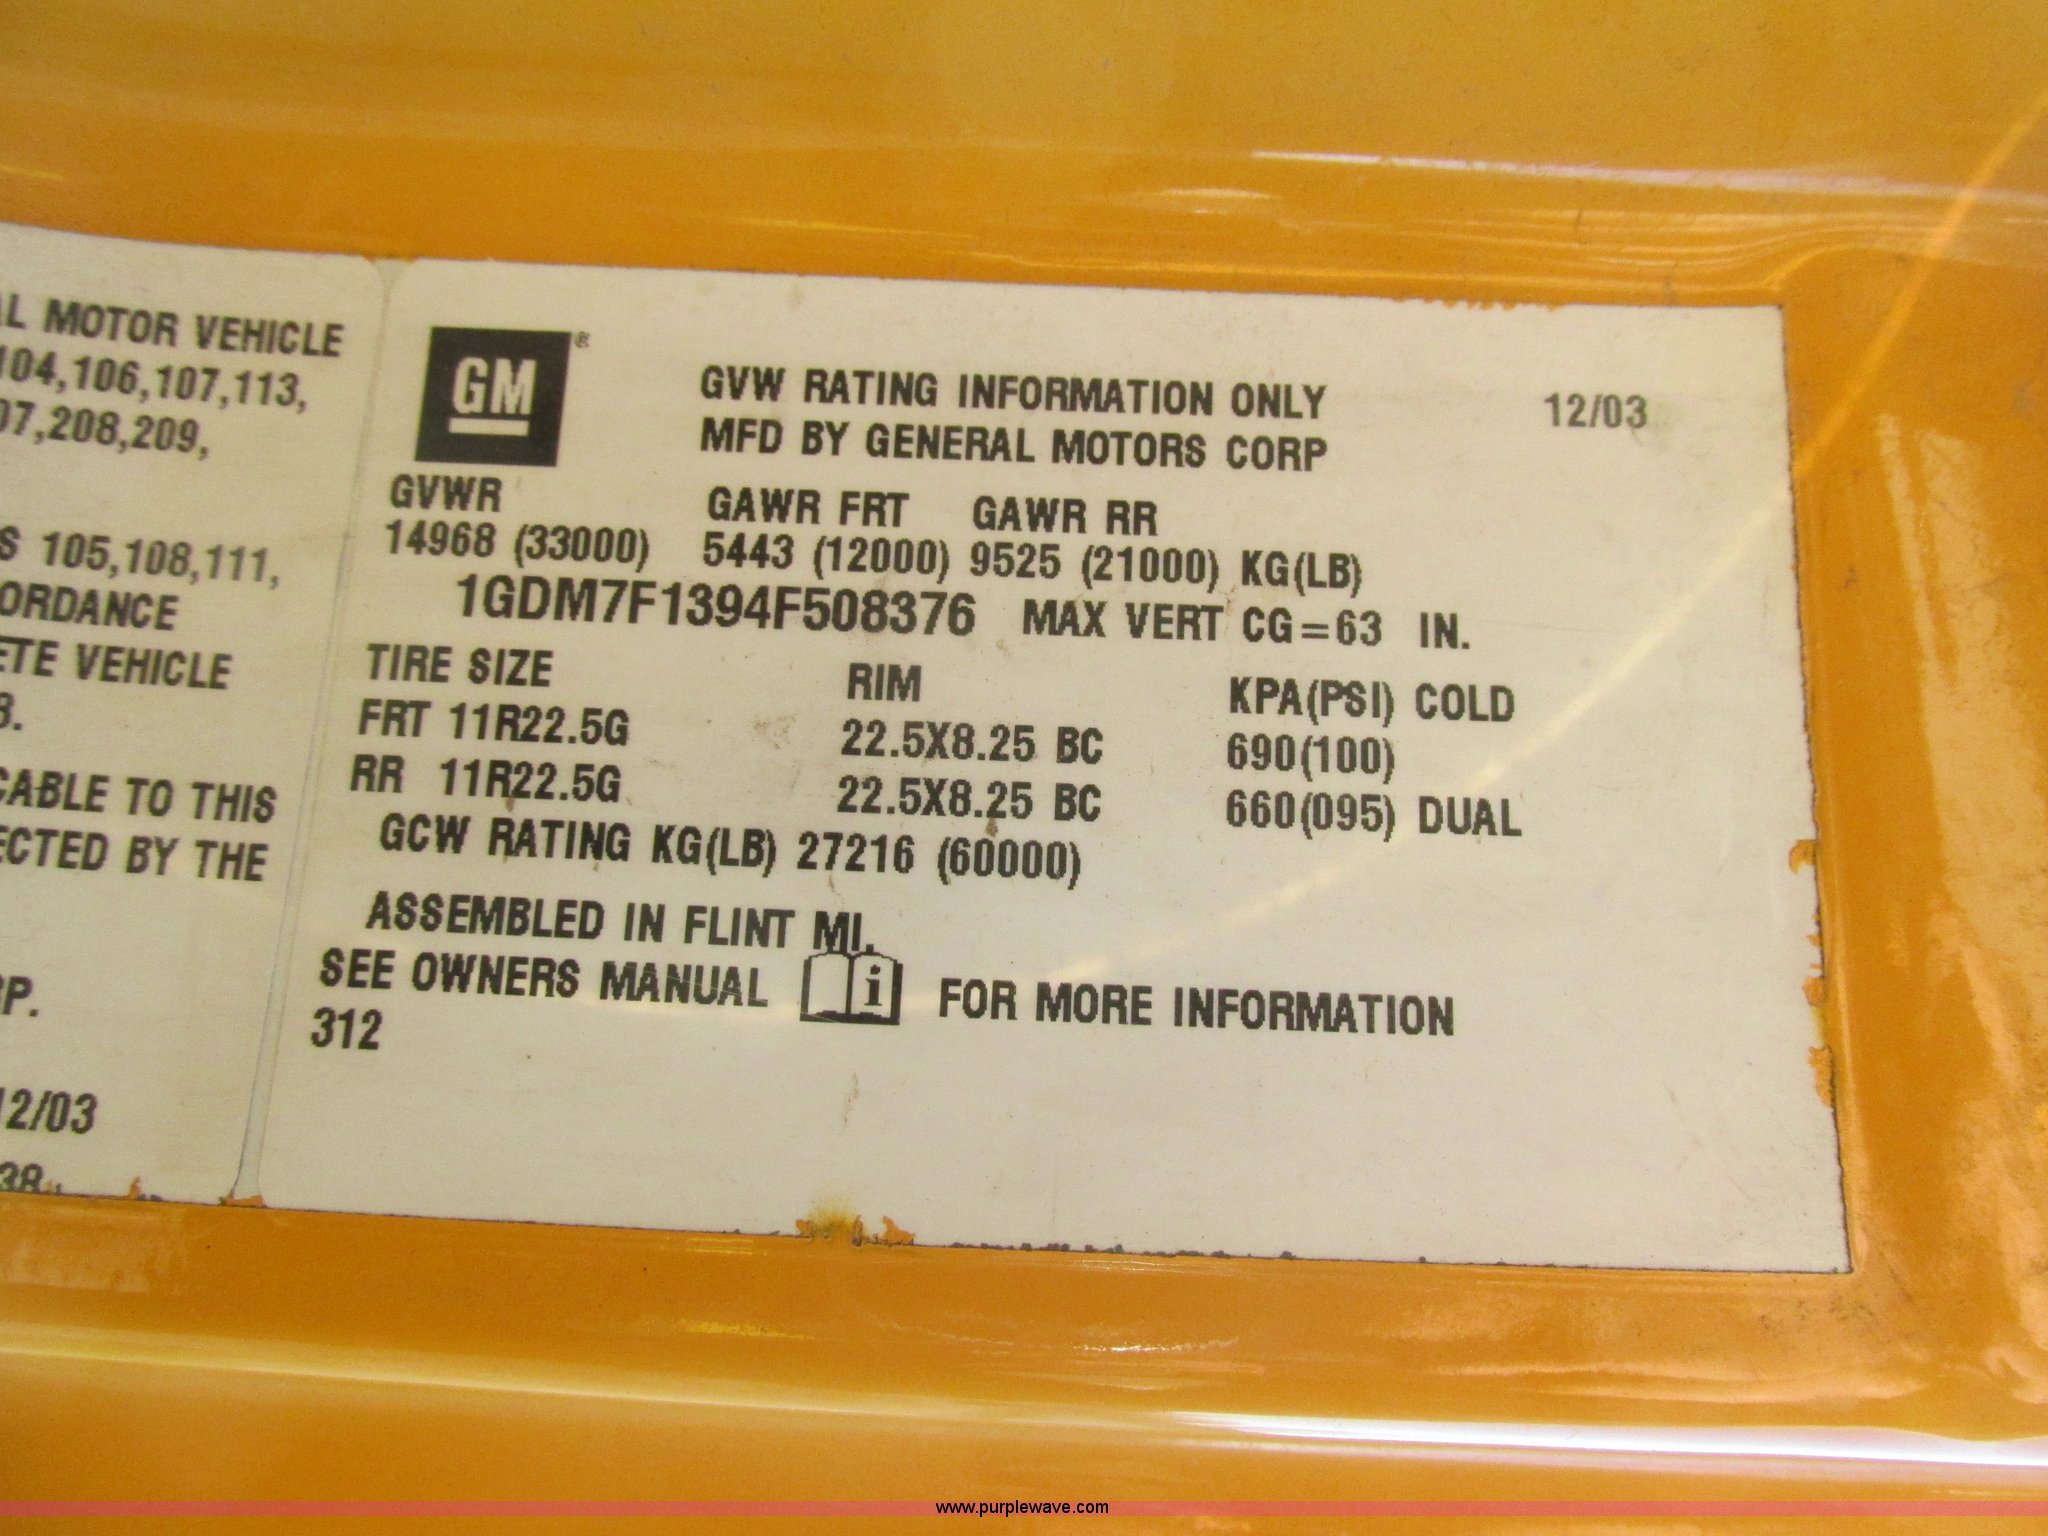 L MOTOR VEHICLE
104,106,107,113,
07,208,209,
S 105,108,111,
ORDANCE
ETE VEHICLE
CABLE TO THIS
ECTED BY THE
RP.
12/03
38
GM®
GVW RATING INFORMATION ONLY 12/03
MFD BY GENERAL MOTORS CORP
GVWR GAWR FRT GAWR RR
14968 (33000) 5443 (12000) 9525 (21000) KG(LB)
1GDM7F1394F508376 MAX VERT CG=63 IN.
TIRE SIZE RIM KPA(PSI) COLD
FRT 11R22.5G 22.5X8.25 BC 690(100)
RR 11R22.5G 22.5X8.25 BC 660(095) DUAL
GCW RATING KG(LB) 27216 (60000)
ASSEMBLED IN FLINT MI.
SEE OWNERS MANUAL i FOR MORE INFORMATION
312
www.purplewave.com